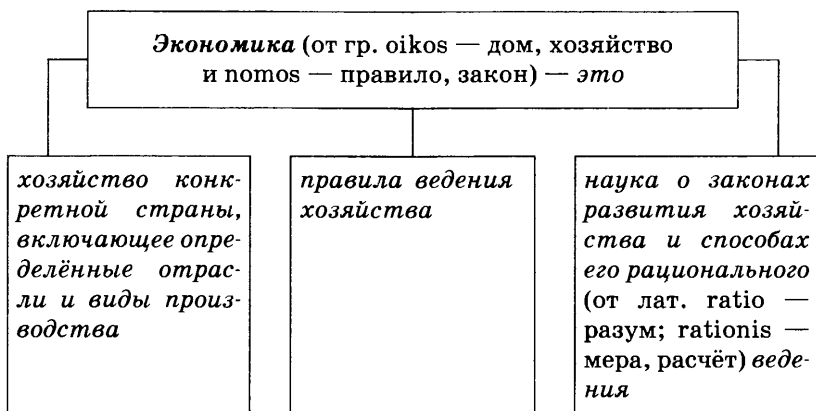 Экономика (от гр. oikos — дом, хозяйство
и nomos — правило, закон) — это
хозяйство конк-
ретной страны,
включающее опре-
делённые отрас-
ли и виды произ-
водства
правила ведения
хозяйства
наука о законах
развития хозяй-
ства и способах
его рационального
(от лат. ratio —
разум; rationis —
мера, расчёт) веде-
ния